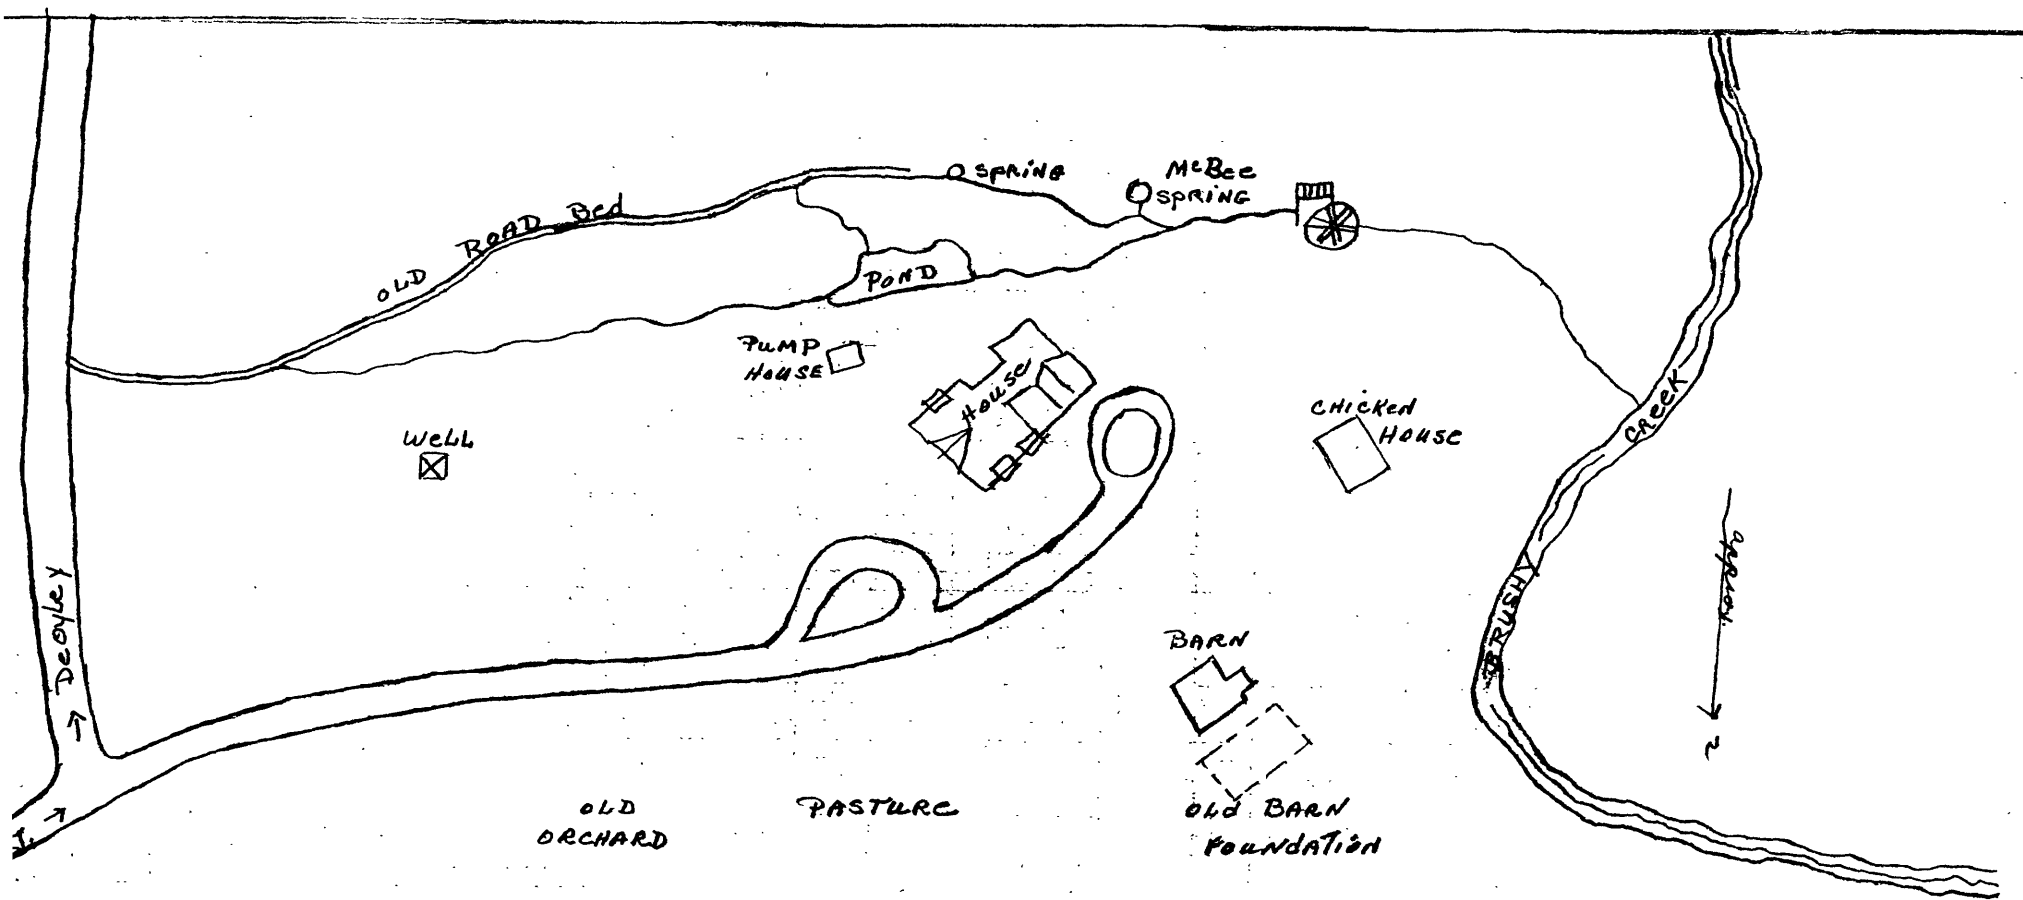 SPRING
McBee
SPRING
OLD ROAD Bed
POND
PUMP
HOUSE
House
CHICKEN
HOUSE
WELL
CREEK
BRUSHY
approx.
Deoyley
BARN
N
OLD
ORCHARD
PASTURE
OLd BARN
FOUNdATION